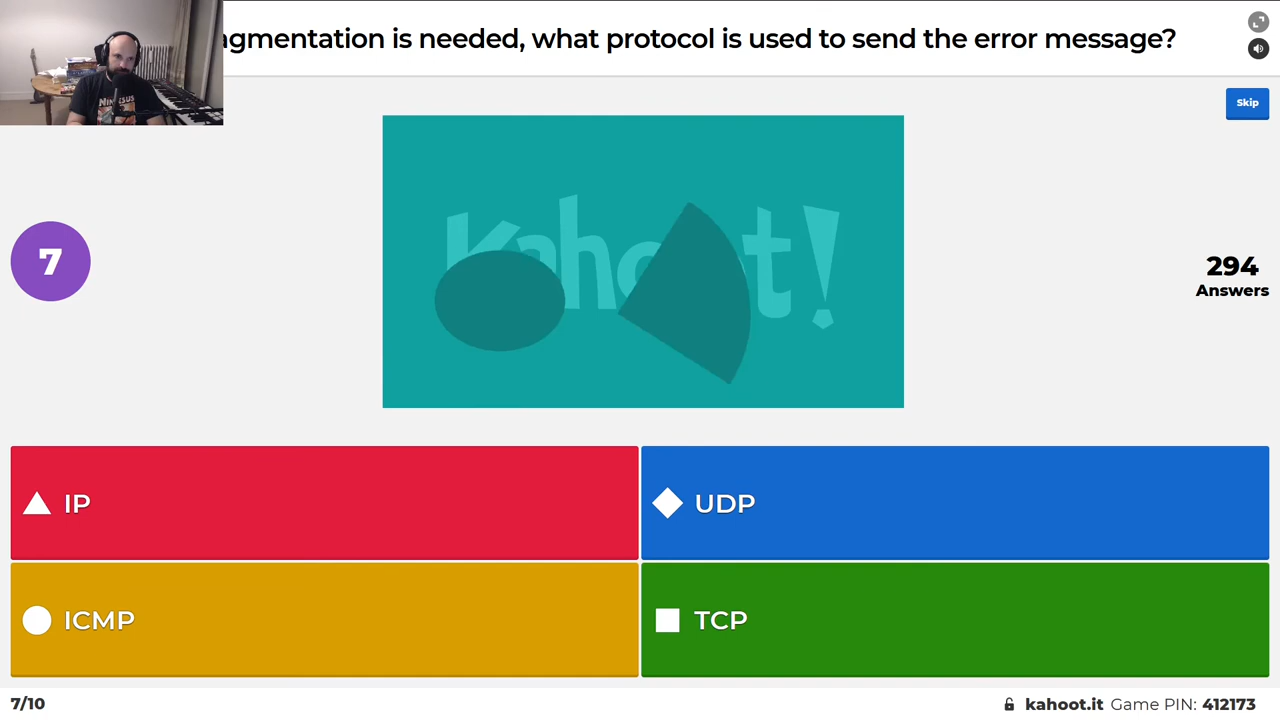 agmentation is needed, what protocol is used to send the error message?
Skip
Kahoot!
7
294
Answers
IP
UDP
ICMP
TCP
7/10
kahoot.it Game PIN: 412173